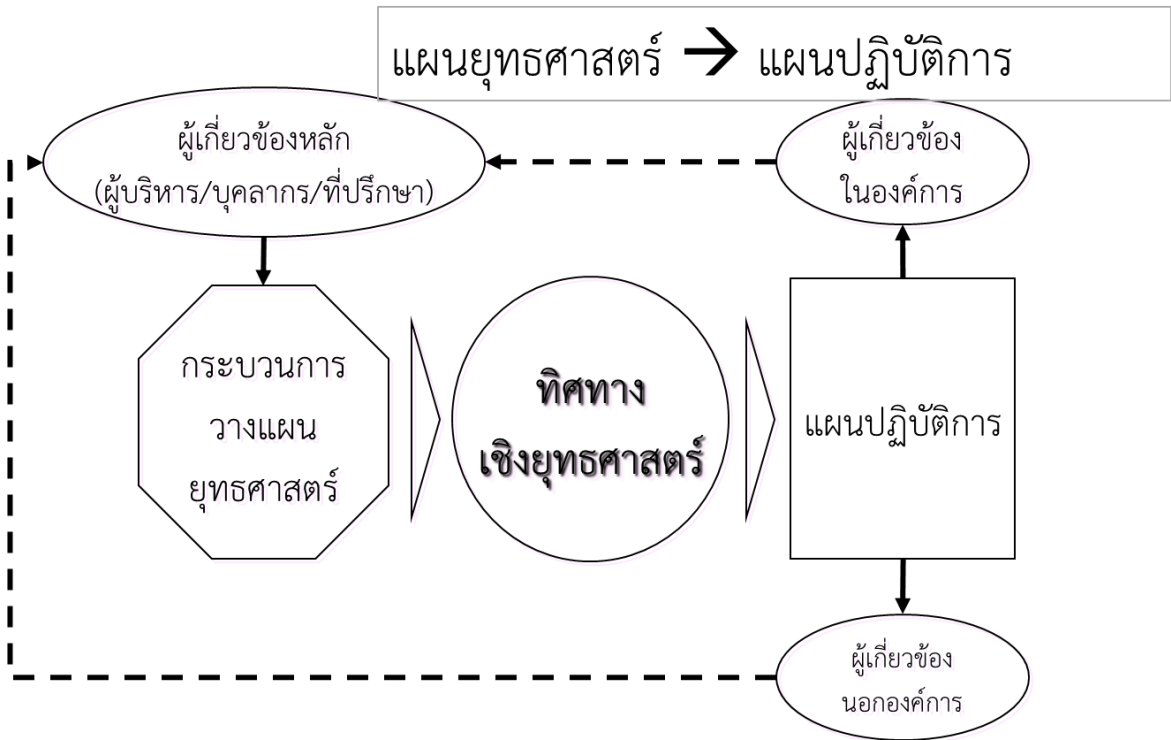 แผนยุทธศาสตร์ → แผนปฏิบัติการ
ผู้เกี่ยวข้องหลัก
(ผู้บริหาร/บุคลากร/ที่ปรึกษา)
ผู้เกี่ยวข้อง
ในองค์การ
กระบวนการ
วางแผน
ยุทธศาสตร์
ทิศทาง
เชิงยุทธศาสตร์
แผนปฏิบัติการ
ผู้เกี่ยวข้อง
นอกองค์การ